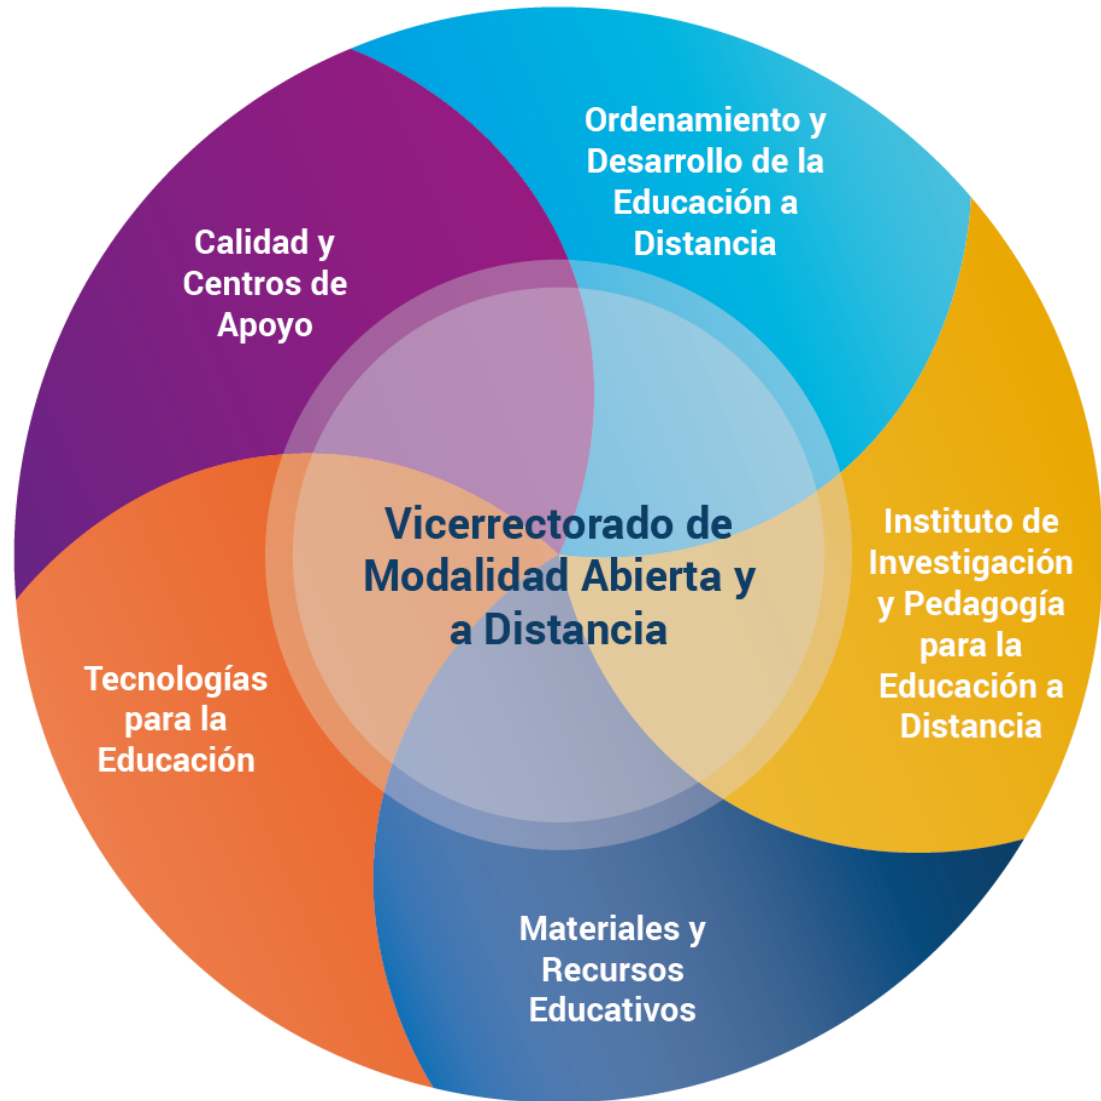 Ordenamiento y
Desarrollo de la
Educación a
Distancia
Calidad y
Centros de
Apoyo
Vicerrectorado de
Modalidad Abierta y
a Distancia
Instituto de
Investigación
y Pedagogía
para la
Educación a
Distancia
Tecnologías
para la
Educación
Materiales y
Recursos
Educativos